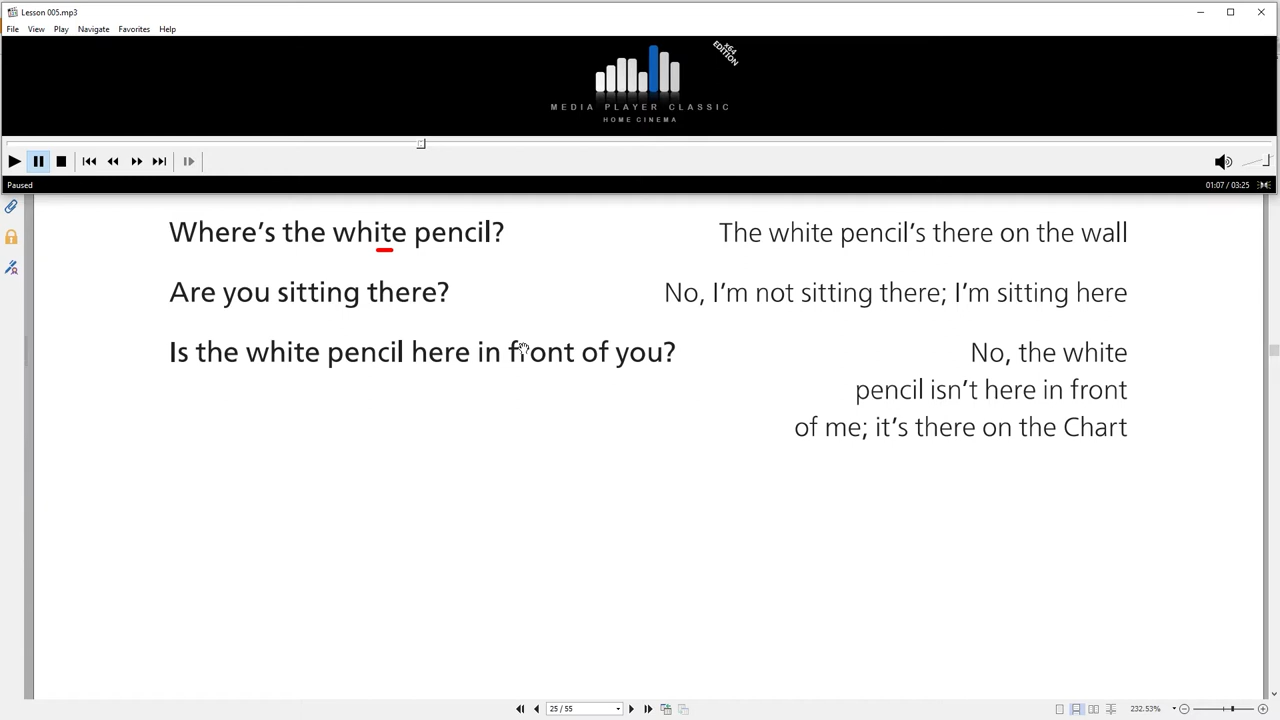 Lesson 005.mp3
File View Play Navigate Favorites Help
x64
EDITION
MEDIA PLAYER CLASSIC
HOME CINEMA
Paused
01:07 / 03:25
Where's the white pencil? The white pencil's there on the wall
Are you sitting there? No, I'm not sitting there; I'm sitting here
Is the white pencil here in front of you? No, the white
pencil isn't here in front
of me; it's there on the Chart
25 / 55
232.53%